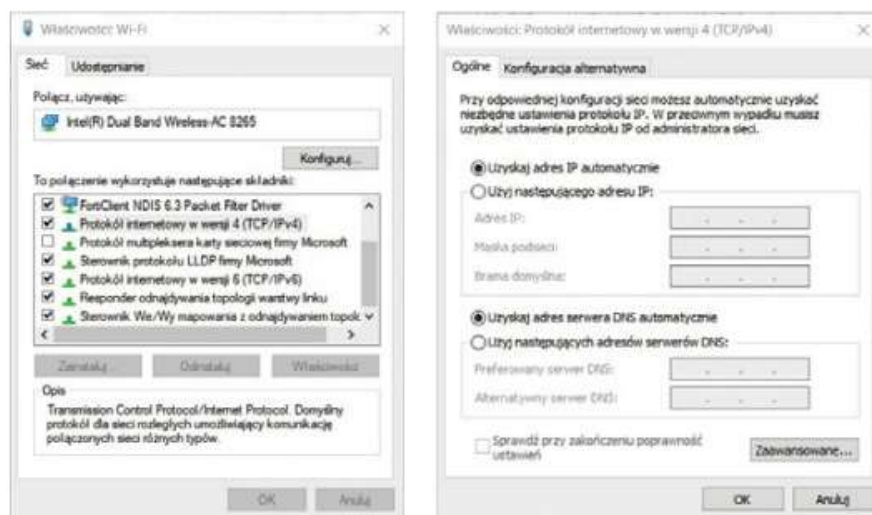 Właściwości: Wi-Fi
Sieć Udostępnianie
Połącz, używając:
Intel(R) Dual Band Wireless-AC 8265
Konfiguruj...
To połączenie wykorzystuje następujące składniki:
FortiClient NDIS 6.3 Packet Filter Driver
Protokół internetowy w wersji 4 (TCP/IPv4)
Protokół multipleksera karty sieciowej firmy Microsoft
Sterownik protokołu LLDP firmy Microsoft
Protokół internetowy w wersji 6 (TCP/IPv6)
Responder odnajdywania topologii warstwy linku
Sterownik We/Wy mapowania z odnajdywaniem topok
Zainstaluj... Odinstaluj Właściwości
Opis
Transmission Control Protocol/Internet Protocol. Domyślny
protokół dla sieci rozległych umożliwiający komunikację
połączonych sieci różnych typów.
OK Anuluj
Właściwości: Protokół internetowy w wersji 4 (TCP/IPv4)
Ogólne Konfiguracja alternatywna
Przy odpowiedniej konfiguracji sieci możesz automatycznie uzyskać
niezbędne ustawienia protokołu IP. W przeciwnym wypadku musisz
uzyskać ustawienia protokołu IP od administratora sieci.
Uzyskaj adres IP automatycznie
Użyj następującego adresu IP:
Adres IP:
Maska podsieci:
Brama domyślna:
Uzyskaj adres serwera DNS automatycznie
Użyj następujących adresów serwerów DNS:
Preferowany serwer DNS:
Alternatywny serwer DNS:
Sprawdź przy zakończeniu poprawność
ustawień
Zaawansowane...
OK Anuluj